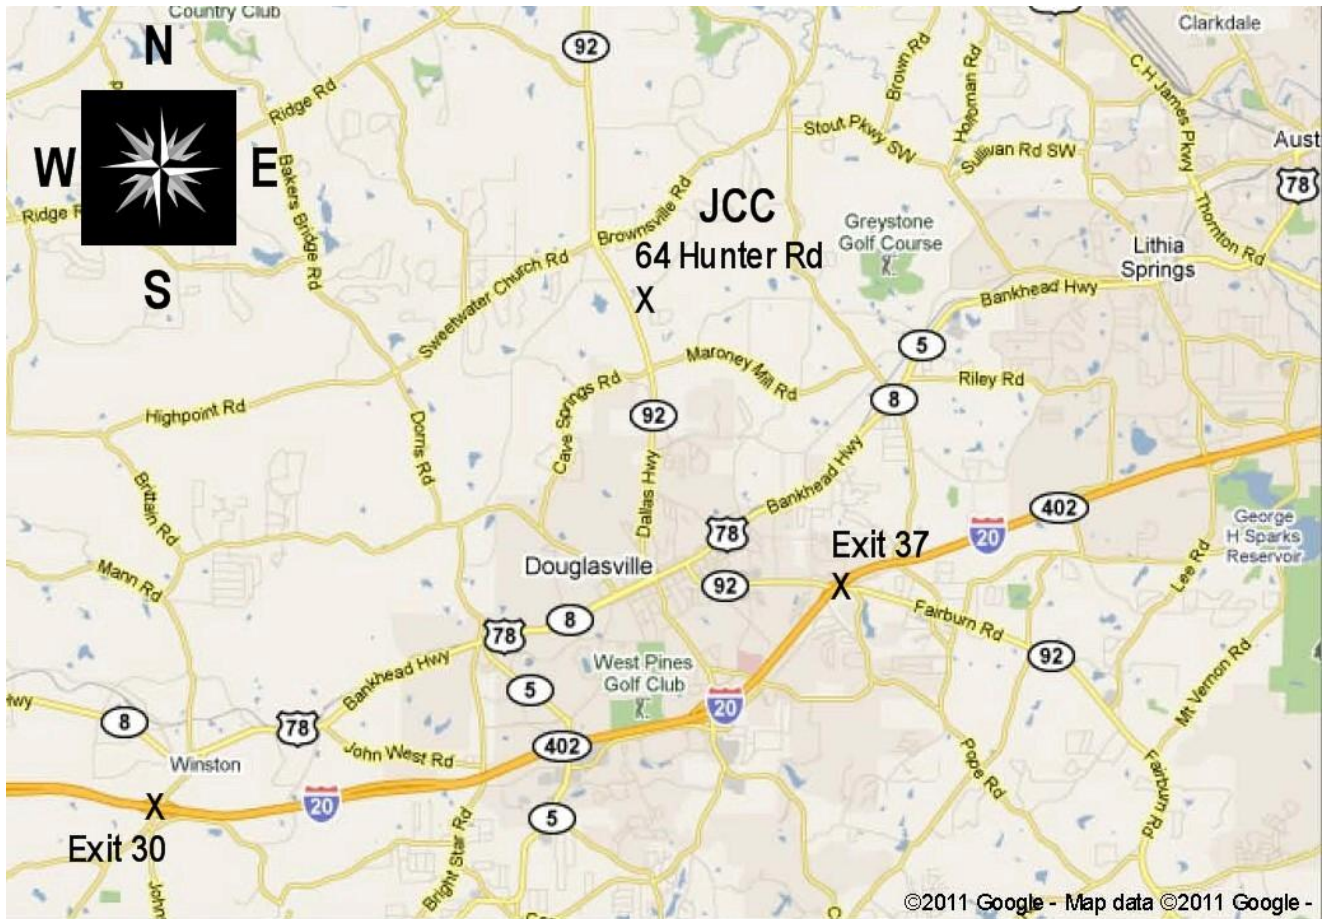 Country Club
N
92
Clarkdale
Brown Rd
Holloman Rd
C H James Pkwy
Ridge Rd
Stout Pkwy SW
Sullivan Rd SW
Aust
78
W
E
Bakers Bridge Rd
Ridge R
Brownsville Rd
JCC
64 Hunter Rd
X
Greystone
Golf Course
Thornton Rd
Lithia
Springs
S
Sweetwater Church Rd
Bankhead Hwy
5
Maroney Mill Rd
Riley Rd
8
Cave Springs Rd
92
Highpoint Rd
Dorris Rd
Brittain Rd
Dallas Hwy
Bankhead Hwy
402
78
20
Exit 37
X
George
H Sparks
Reservoir
Lee Rd
Mann Rd
Douglasville
92
8
Fairburn Rd
92
78
Bankhead Hwy
West Pines
Golf Club
5
20
Mt Vernon Rd
Hwy
8
78
John West Rd
402
Winston
Pope Rd
Fairburn Rd
X
20
Exit 30
5
Bright Star Rd
John
©2011 Google - Map data ©2011 Google -